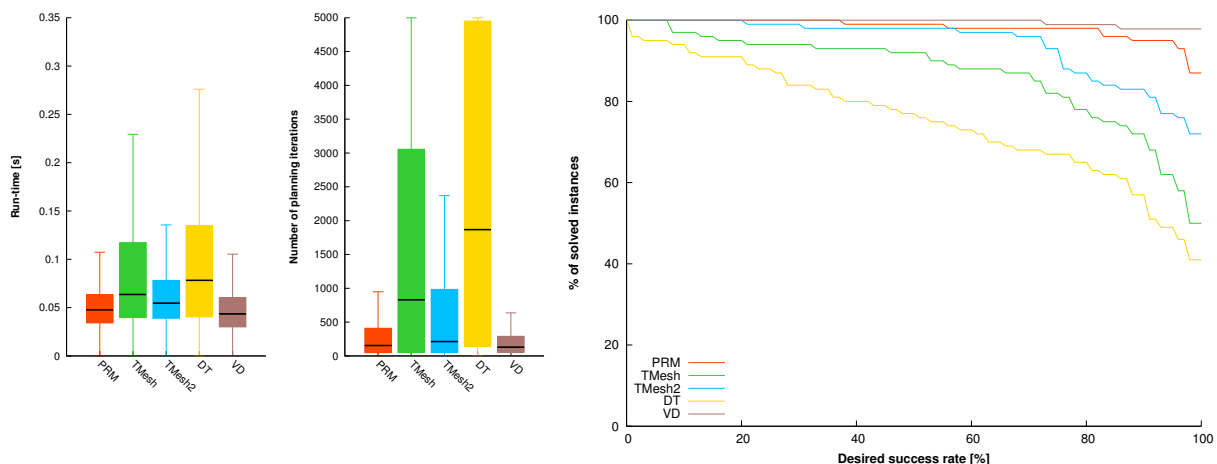 Run-time [s]
0.35
0.3
0.25
0.2
0.15
0.1
0.05
0
PRM
TMesh
TMesh2
DT
VD
Number of planning iterations
5000
4500
4000
3500
3000
2500
2000
1500
1000
500
0
PRM
TMesh
TMesh2
DT
VD
% of solved instances
100
80
60
40
20
0
PRM
TMesh
TMesh2
DT
VD
0
20
40
60
80
100
Desired success rate [%]